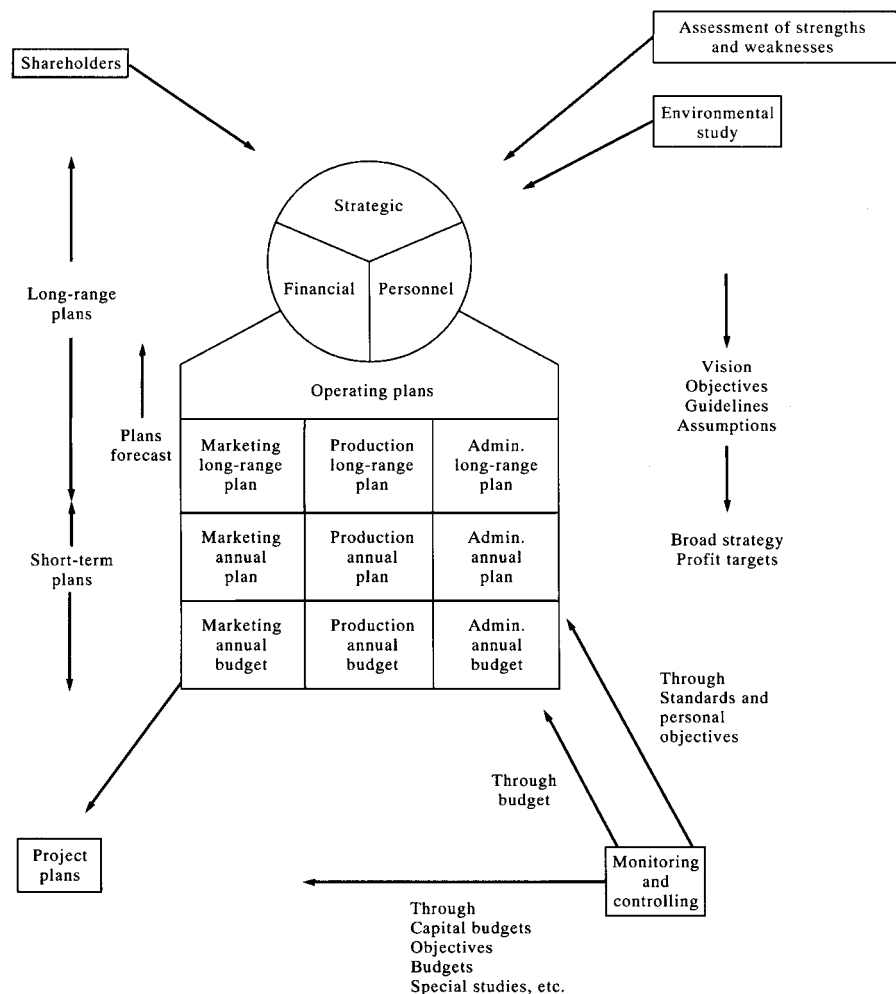 Shareholders
Assessment of strengths
and weaknesses
Environmental
study
Strategic
Financial
Personnel
Long-range
plans
Vision
Objectives
Guidelines
Assumptions
Operating plans
Plans
forecast
Marketing
long-range
plan
Production
long-range
plan
Admin.
long-range
plan
Short-term
plans
Marketing
annual
plan
Production
annual
plan
Admin.
annual
plan
Broad strategy
Profit targets
Marketing
annual
budget
Production
annual
budget
Admin.
annual
budget
Through
Standards and
personal
objectives
Through
budget
Project
plans
Monitoring
and
controlling
Through
Capital budgets
Objectives
Budgets
Special studies, etc.